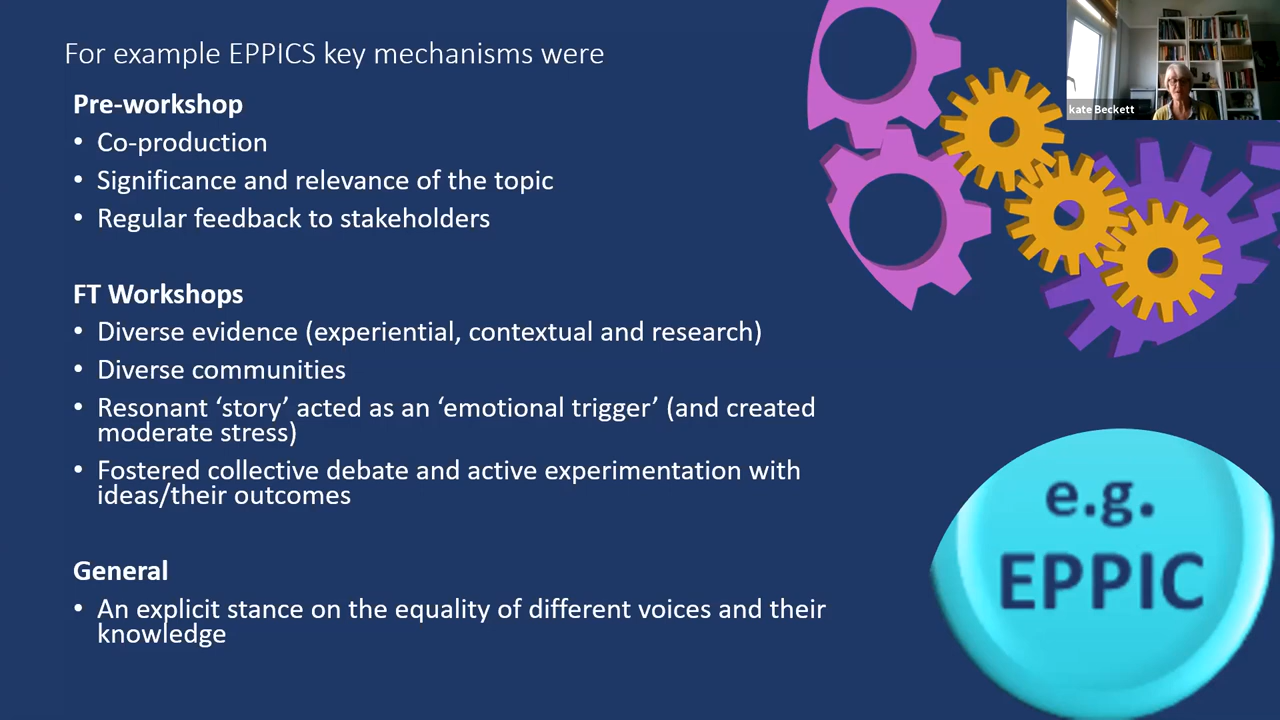 For example EPPICS key mechanisms were
Pre-workshop
• Co-production
• Significance and relevance of the topic
• Regular feedback to stakeholders
FT Workshops
• Diverse evidence (experiential, contextual and research)
• Diverse communities
• Resonant ‘story’ acted as an ‘emotional trigger’ (and created
moderate stress)
• Fostered collective debate and active experimentation with
ideas/their outcomes
General
• An explicit stance on the equality of different voices and their
knowledge
kate Beckett
e.g.
EPPIC